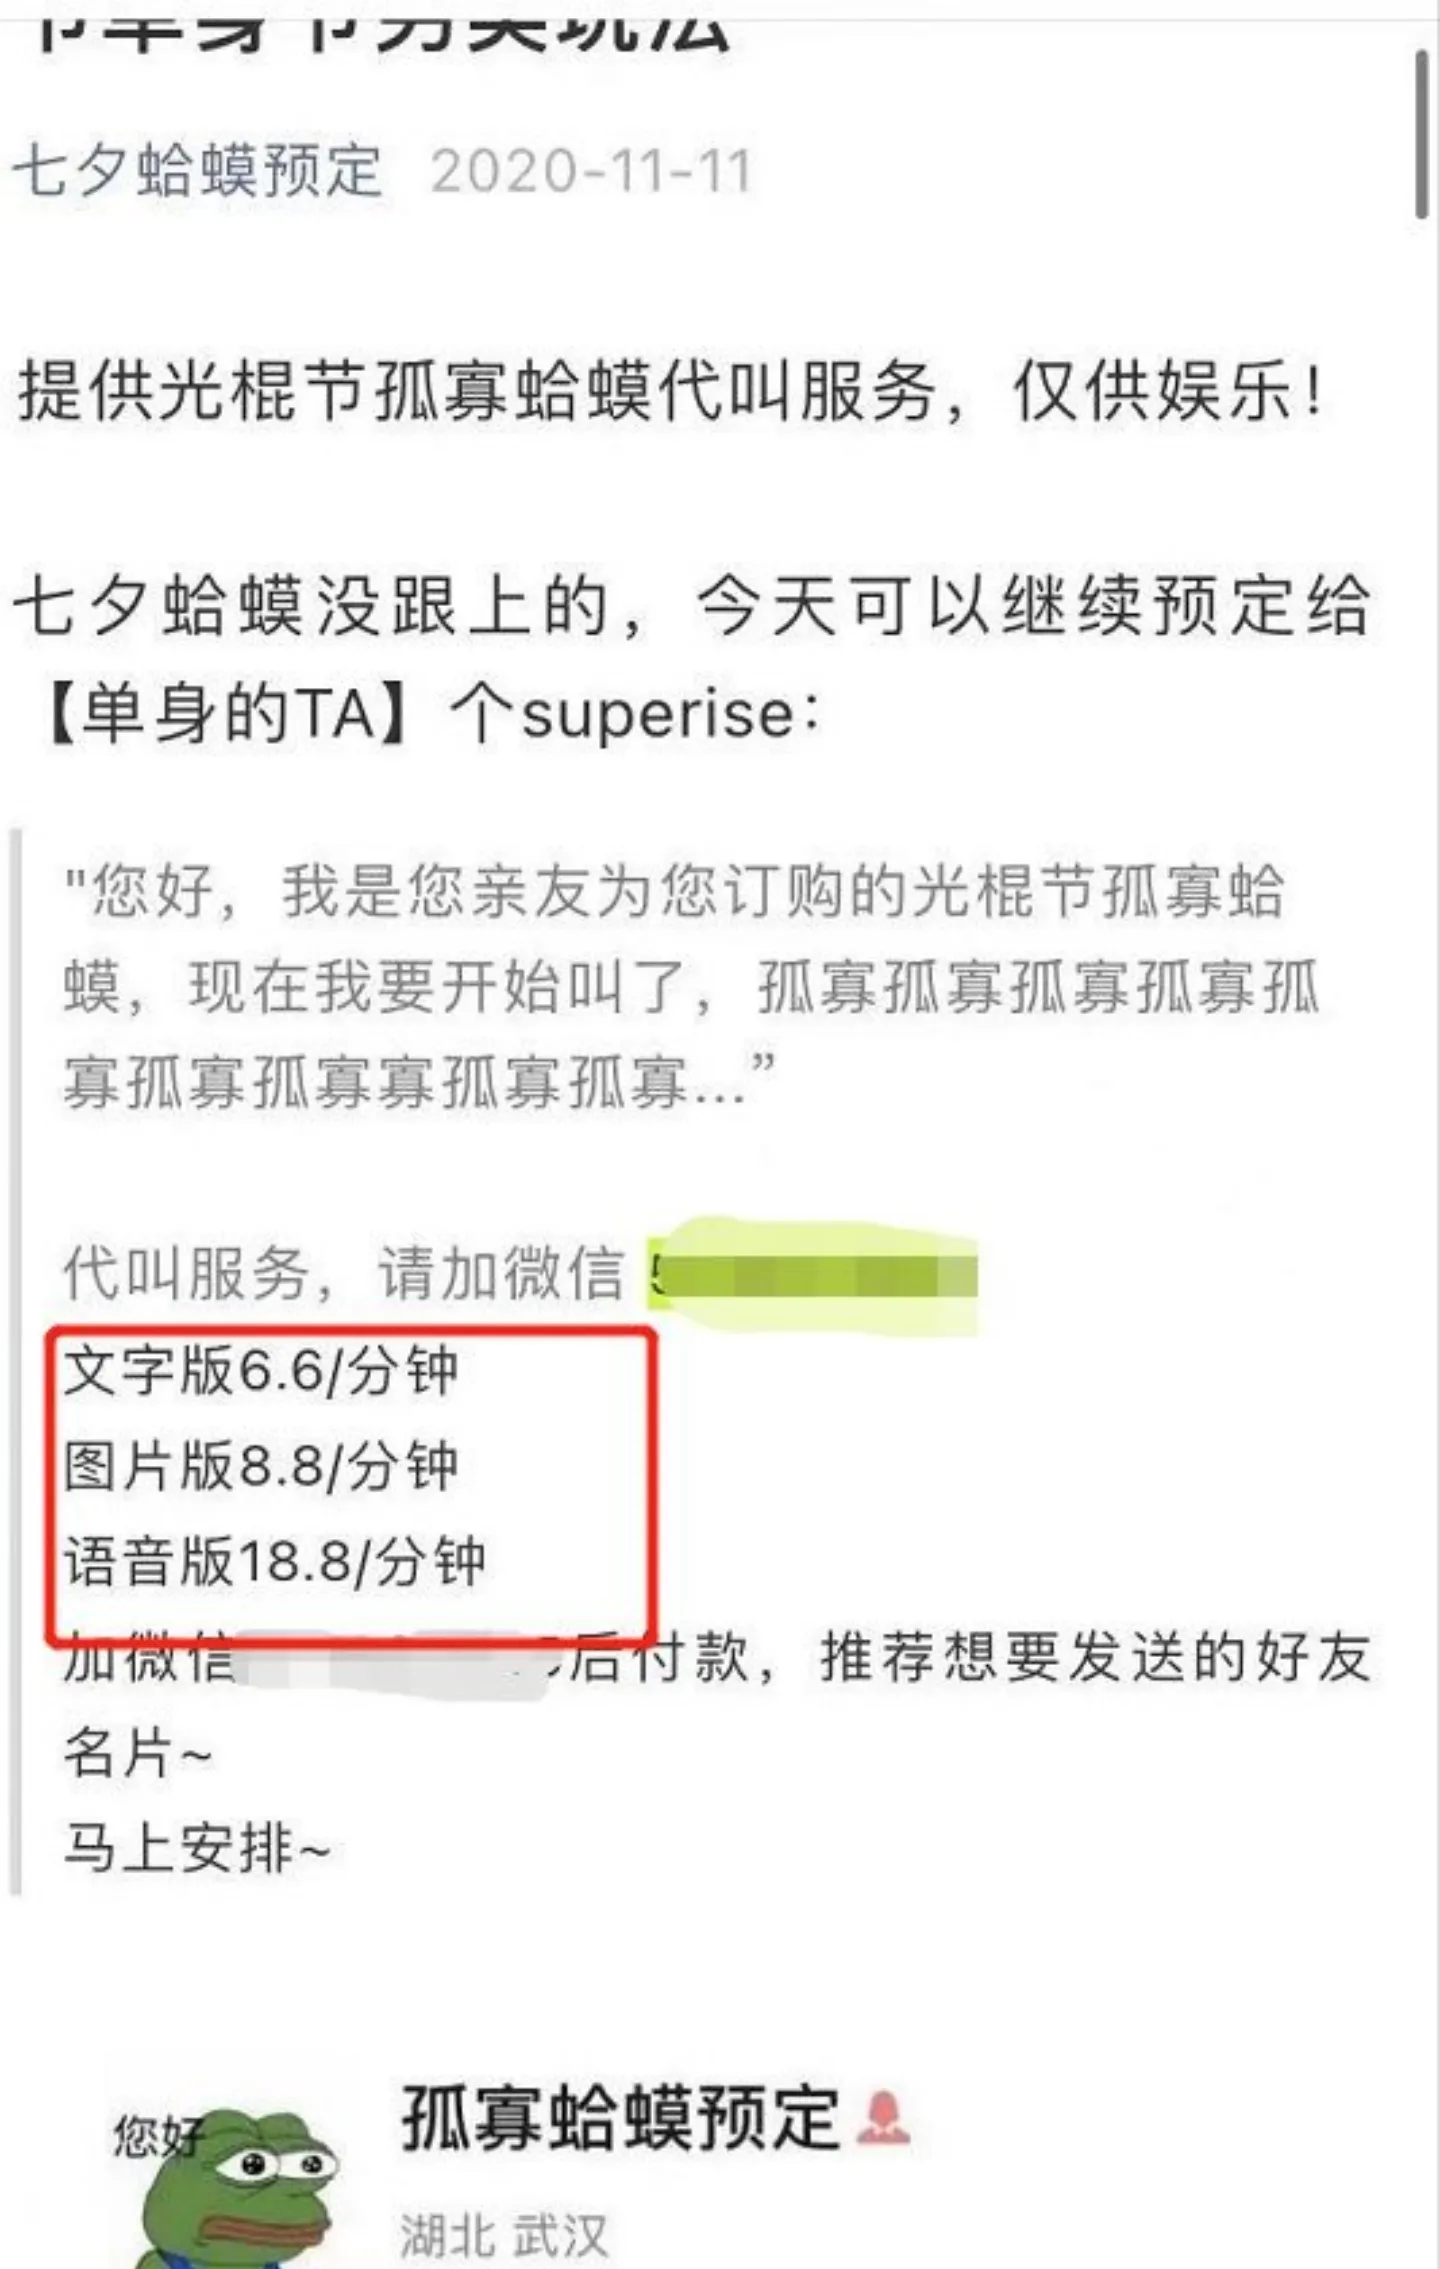 七夕蛤蟆预定 2020-11-11
提供光棍节孤寡蛤蟆代叫服务，仅供娱乐！
七夕蛤蟆没跟上的，今天可以继续预定给
【单身的TA】个superise：
"您好，我是您亲友为您订购的光棍节孤寡蛤
蟆，现在我要开始叫了，孤寡孤寡孤寡孤寡孤
寡孤寡孤寡寡孤寡孤寡...”
代叫服务，请加微信
文字版6.6/分钟
图片版8.8/分钟
语音版18.8/分钟
加微信 后付款，推荐想要发送的好友
名片~
马上安排~
您好
孤寡蛤蟆预定
湖北 武汉